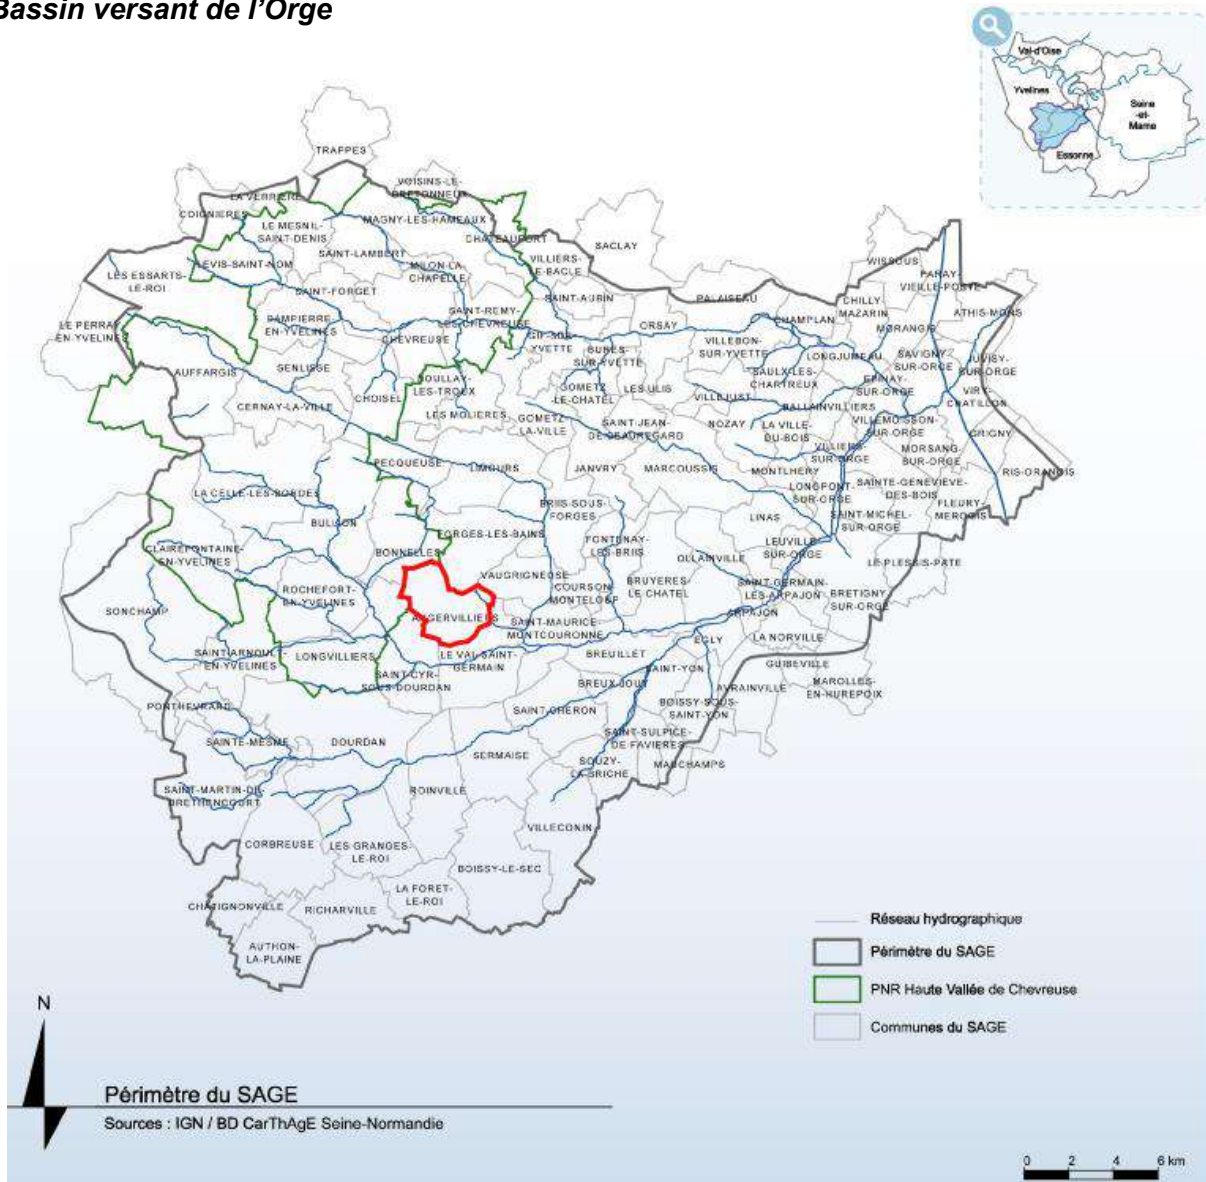 Bassin versant de l'Orge
Val-d'Oise
Yvelines
Seine
-et-
Marne
Essonne
TRAPPES
VOISINS-LE-
BRETONNEUX
LA VERRIERE
COIGNIERES
LE MESNIL-
SAINT-DENIS
MAGNY-LES-HAMEAUX
CHATEAUFORT
SACLAY
SAINT-LAMBERT
LEVIS-SAINT-NOM
MILON-LA-
CHAPELLE
VILLIERS-
LE-BACLE
WISSOUS
LES ESSARTS-
LE-ROI
PARAY-
VIEILLE-POSTE
SAINT-FORGET
SAINT-AUBIN
PALAISEAU
CHILLY-
MAZARIN
ATHIS-MONS
LE PERRAY-
EN-YVELINES
DAMPIERRE-
EN-YVELINES
SAINT-REMY-
LES-CHEVREUSE
CHEVREUSE
ORSAY
CHAMPLAN
MORANGIS
GIF-SUR-
YVETTE
BURES-
SUR-YVETTE
VILLEBON-
SUR-YVETTE
LONGJUMEAU
SAVIGNY-
SUR-ORGE
JUVISY-
SUR-ORGE
AUFFARGIS
SENLISSE
BOULLAY-
LES-TROUX
GOMETZ-
LE-CHATEL
LES ULIS
SAULX-LES-
CHARTREUX
EPINAY-
SUR-ORGE
VIRY-
CHATILLON
CERNAY-LA-VILLE
CHOISEL
LES MOLIERES
GOMETZ-
LA-VILLE
VILLEJUST
BALLAINVILLIERS
SAINT-JEAN-
DE-BEAUREGARD
NOZAY
LA VILLE-
DU-BOIS
VILLEMOISSON-
SUR-ORGE
GRIGNY
VILLIERS-
SUR-ORGE
MORSANG-
SUR-ORGE
PECQUEUSE
LIMOURS
JANVRY
MARCOUSSIS
MONTLHERY
RIS-ORANGIS
LA CELLE-LES-BORDES
LONGPONT-
SUR-ORGE
SAINTE-GENEVIEVE-
DES-BOIS
BRIIS-SOUS-
FORGES
FLEURY-
MEROGIS
BULLION
LINAS
SAINT-MICHEL-
SUR-ORGE
FORGES-LES-BAINS
FONTENAY-
LES-BRIIS
LEUVILLE-
SUR-ORGE
CLAIREFONTAINE-
EN-YVELINES
BONNELLES
OLLAINVILLE
LE PLESSIS-PATE
VAUGRIGNEUSE
ROCHEFORT-
EN-YVELINES
COURSON-
MONTELOUP
BRUYERES-
LE-CHATEL
SAINT-GERMAIN-
LES-ARPAJON
BRETIGNY-
SUR-ORGE
SONCHAMP
ANGERVILLIERS
SAINT-MAURICE-
MONTCOURONNE
ARPAJON
SAINT-ARNOULT-
EN-YVELINES
LONGVILLIERS
LE VAL-SAINT-
GERMAIN
BREUILLET
EGLY
LA NORVILLE
GUIBEVILLE
SAINT-CYR-
SOUS-DOURDAN
SAINT-YON
BREUX-JOUY
AVRAINVILLE
MAROLLES-
EN-HUREPOIX
PONTHEVRARD
SAINT-CHERON
BOISSY-SOUS-
SAINT-YON
SAINTE-MESME
DOURDAN
SERMAISE
SAINT-SULPICE-
DE-FAVIERES
SOUZY-
LA-BRICHE
MAUCHAMPS
SAINT-MARTIN-DE-
BRETHENCOURT
ROINVILLE
VILLECONIN
CORBREUSE
LES GRANGES-
LE-ROI
BOISSY-LE-SEC
LA FORET-
LE-ROI
CHATIGNONVILLE
RICHARVILLE
AUTHON-
LA-PLAINE
Réseau hydrographique
Périmètre du SAGE
PNR Haute Vallée de Chevreuse
Communes du SAGE
N
Périmètre du SAGE
Sources : IGN / BD CarThAgE Seine-Normandie
0 2 4 6 km